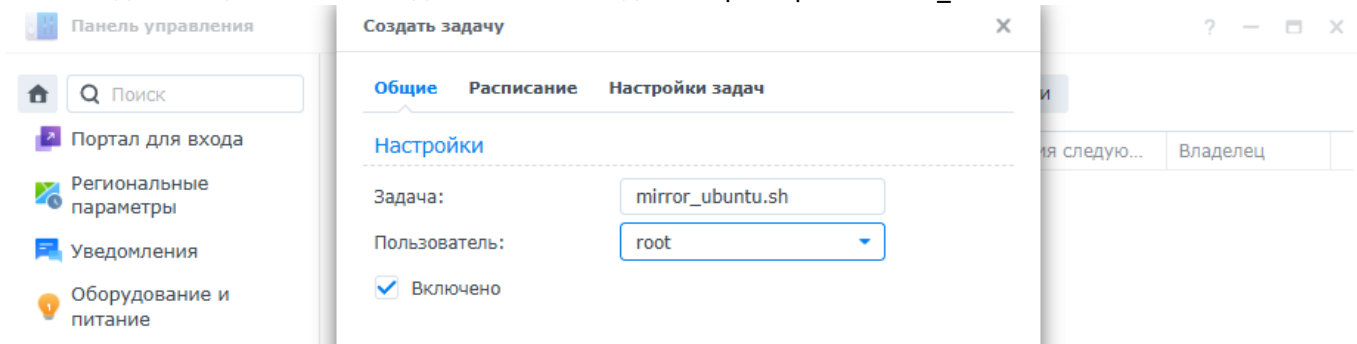 Панель управления
Создать задачу
Поиск
Общие Расписание Настройки задач
и
Портал для входа
Настройки
ия следую... Владелец
Региональные
параметры
Задача: mirror_ubuntu.sh
Уведомления
Пользователь: root
Включено
Оборудование и
питание